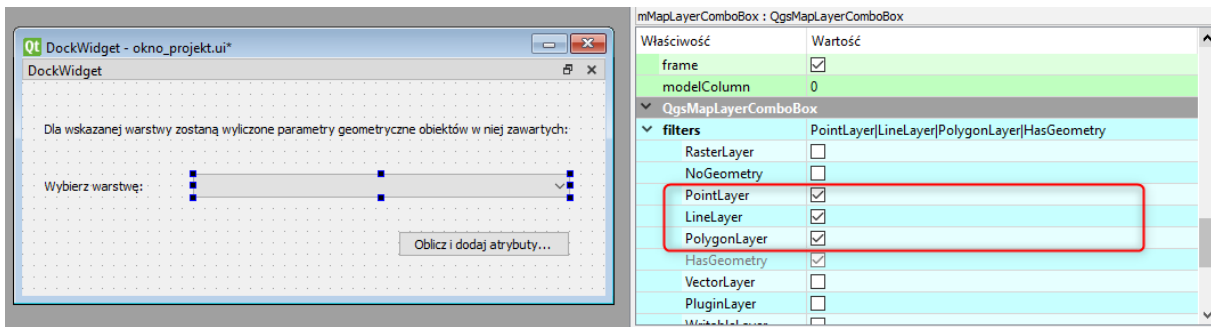 DockWidget - okno_projekt.ui*
DockWidget
Dla wskazanej warstwy zostaną wyliczone parametry geometryczne obiektów w niej zawartych:
Wybierz warstwę:
Oblicz i dodaj atrybuty...
mMapLayerComboBox : QgsMapLayerComboBox
Właściwość Wartość
frame
modelColumn 0
QgsMapLayerComboBox
filters PointLayer|LineLayer|PolygonLayer|HasGeometry
RasterLayer
NoGeometry
PointLayer
LineLayer
PolygonLayer
HasGeometry
VectorLayer
PluginLayer